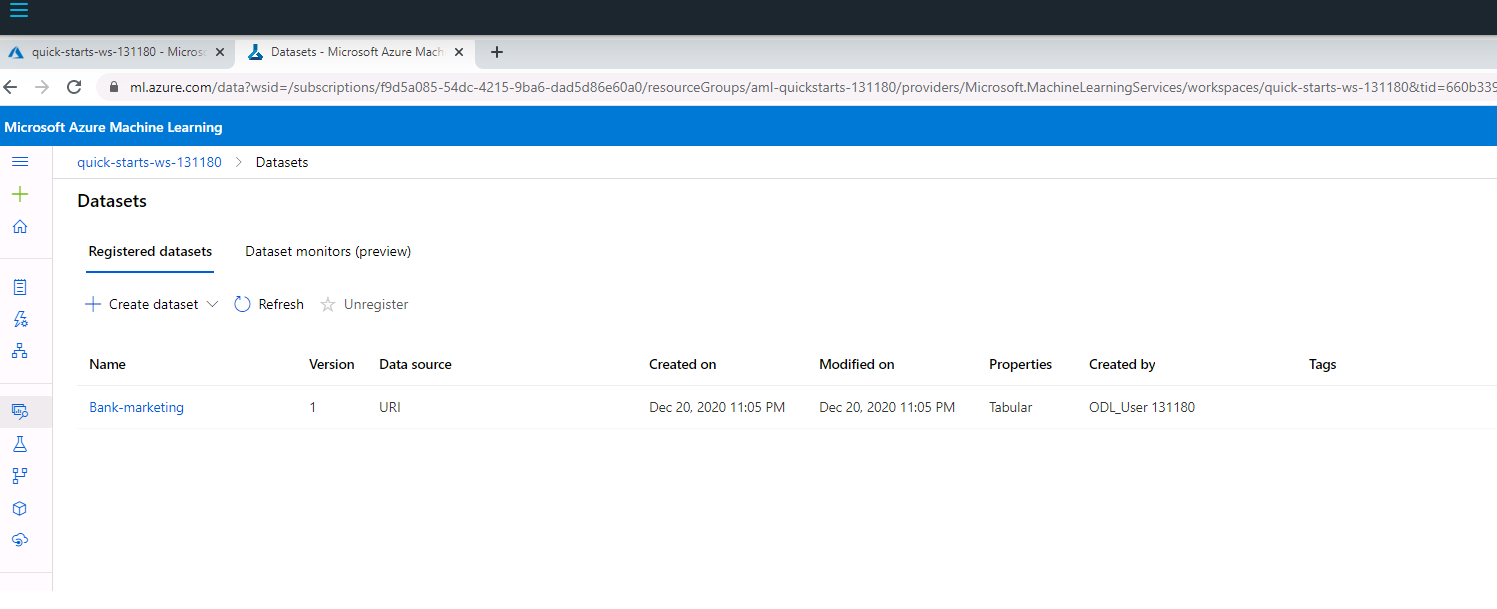 quick-starts-ws-131180 - Micros
Datasets - Microsoft Azure Mach
ml.azure.com/data?wsid=/subscriptions/f9d5a085-54dc-4215-9ba6-dad5d86e60a0/resourceGroups/aml-quickstarts-131180/providers/Microsoft.MachineLearningServices/workspaces/quick-starts-ws-131180&tid=660b339
Microsoft Azure Machine Learning
quick-starts-ws-131180 > Datasets
Datasets
Registered datasets Dataset monitors (preview)
Create dataset Refresh Unregister
Name Version Data source Created on Modified on Properties Created by Tags
Bank-marketing 1 URI Dec 20, 2020 11:05 PM Dec 20, 2020 11:05 PM Tabular ODL_User 131180